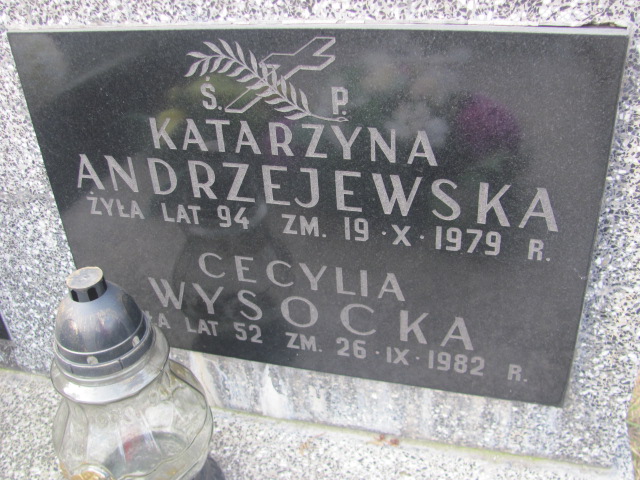 Ś. P.
KATARZYNA
ANDRZEJEWSKA
ŻYŁA LAT 94 ZM. 19·X·1979 R.
CECYLIA
WYSOCKA
LAT 52 ZM. 26·IX·1982 R.